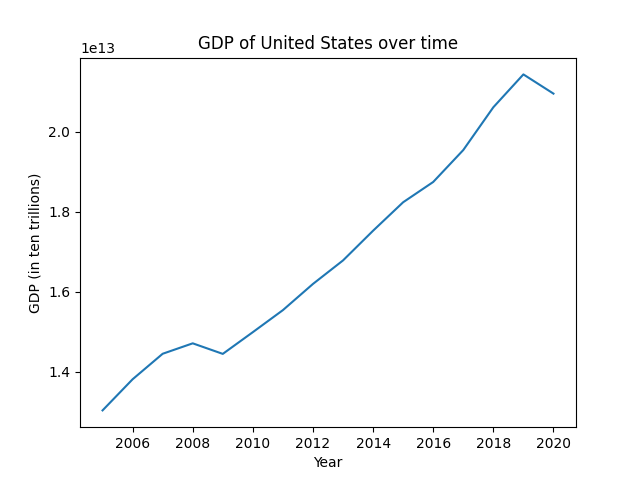 GDP of United States over time
1e13
2.0
1.8
1.6
1.4
GDP (in ten trillions)
2006 2008 2010 2012 2014 2016 2018 2020
Year